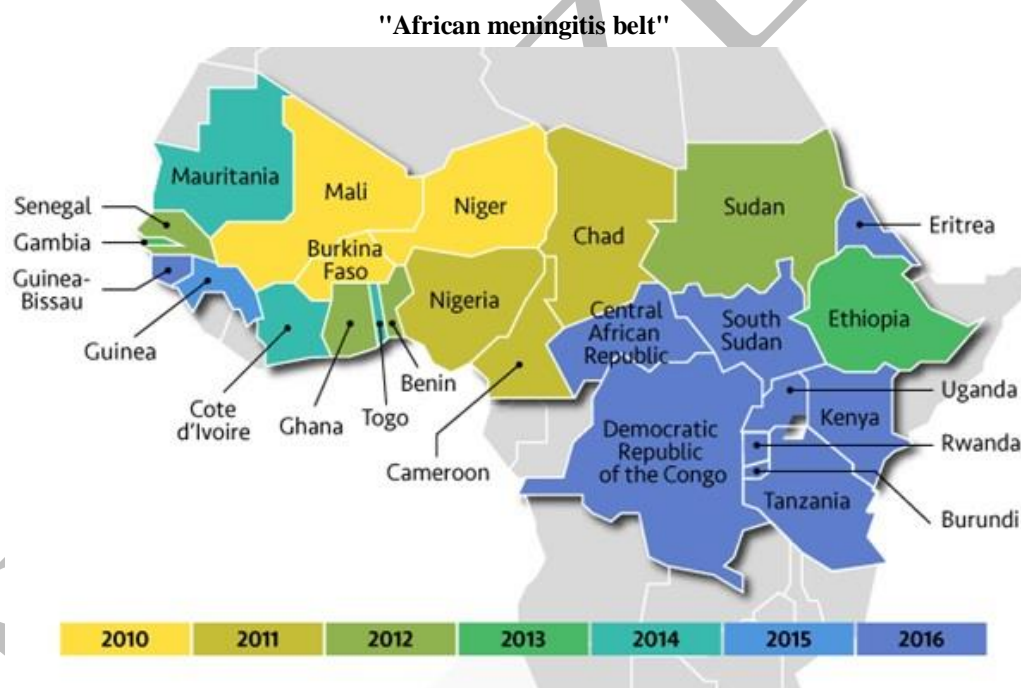 "African meningitis belt"
Mauritania
Mali
Niger
Chad
Sudan
Eritrea
Senegal
Gambia
Guinea-
Bissau
Guinea
Burkina
Faso
Nigeria
Central
African
Republic
South
Sudan
Ethiopia
Cote
d'Ivoire
Ghana
Togo
Benin
Cameroon
Democratic
Republic
of the Congo
Uganda
Kenya
Rwanda
Tanzania
Burundi
2010 2011 2012 2013 2014 2015 2016